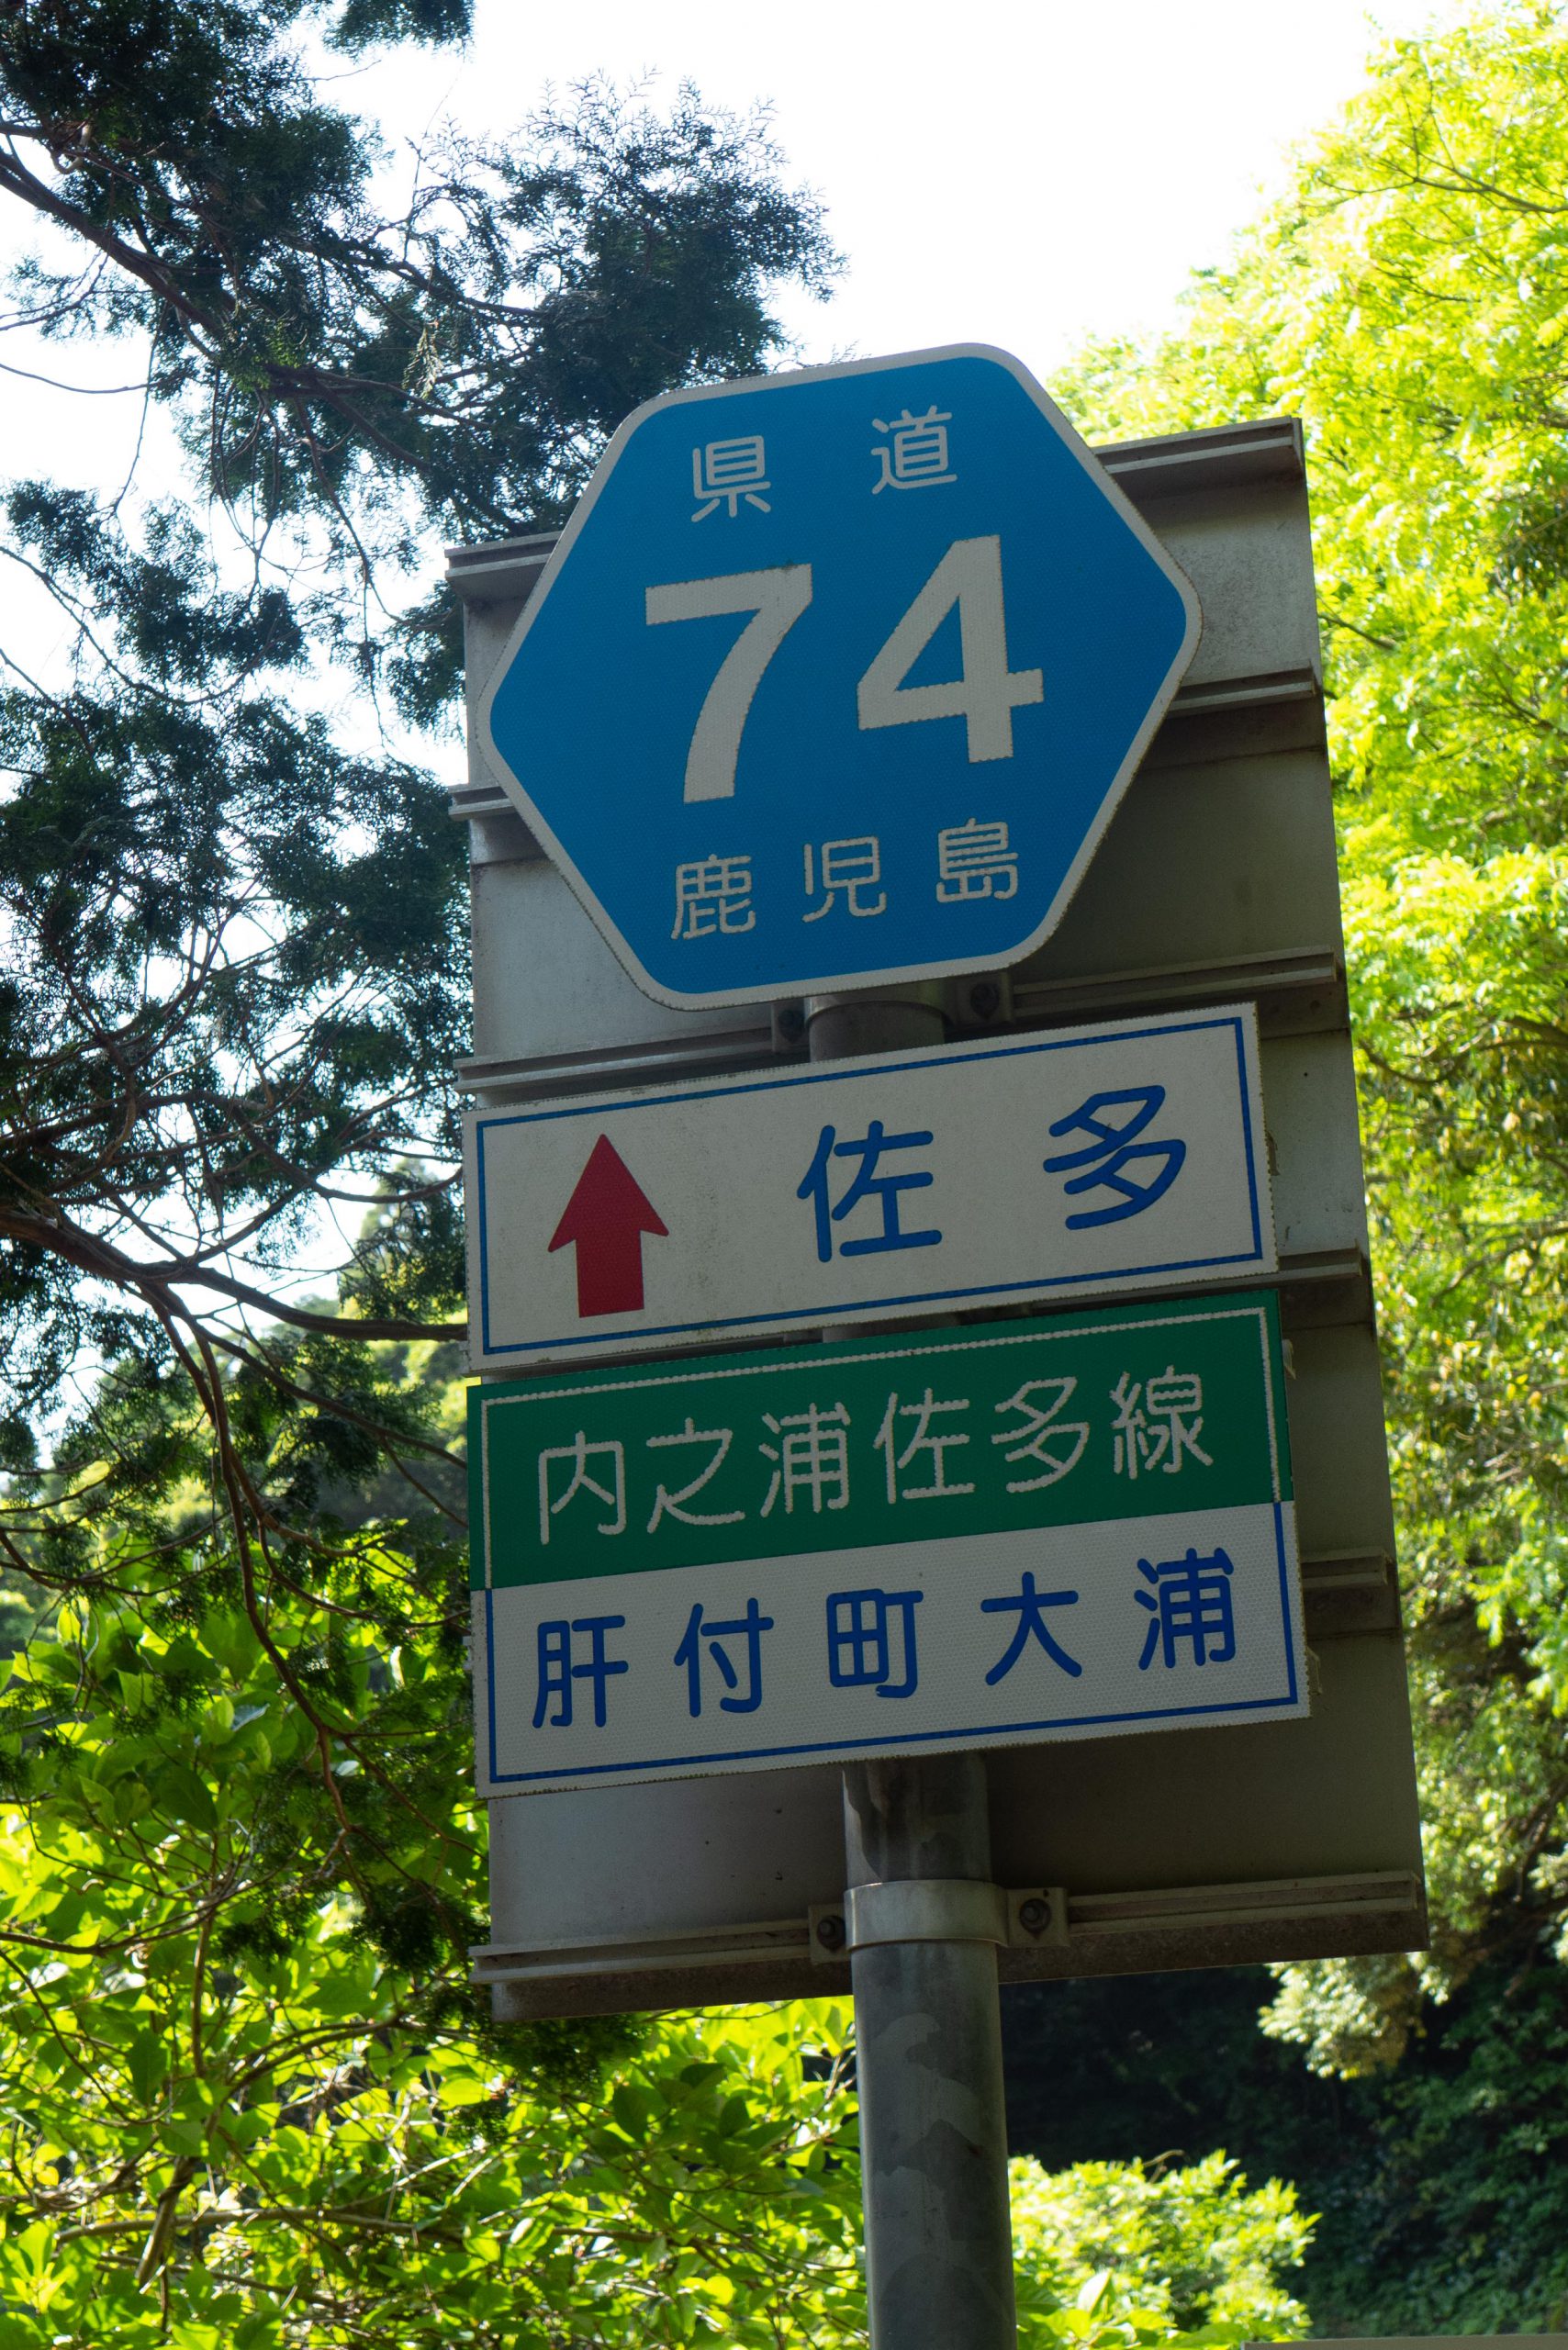 県道
74
鹿児島
佐多
内之浦佐多線
肝付町大浦